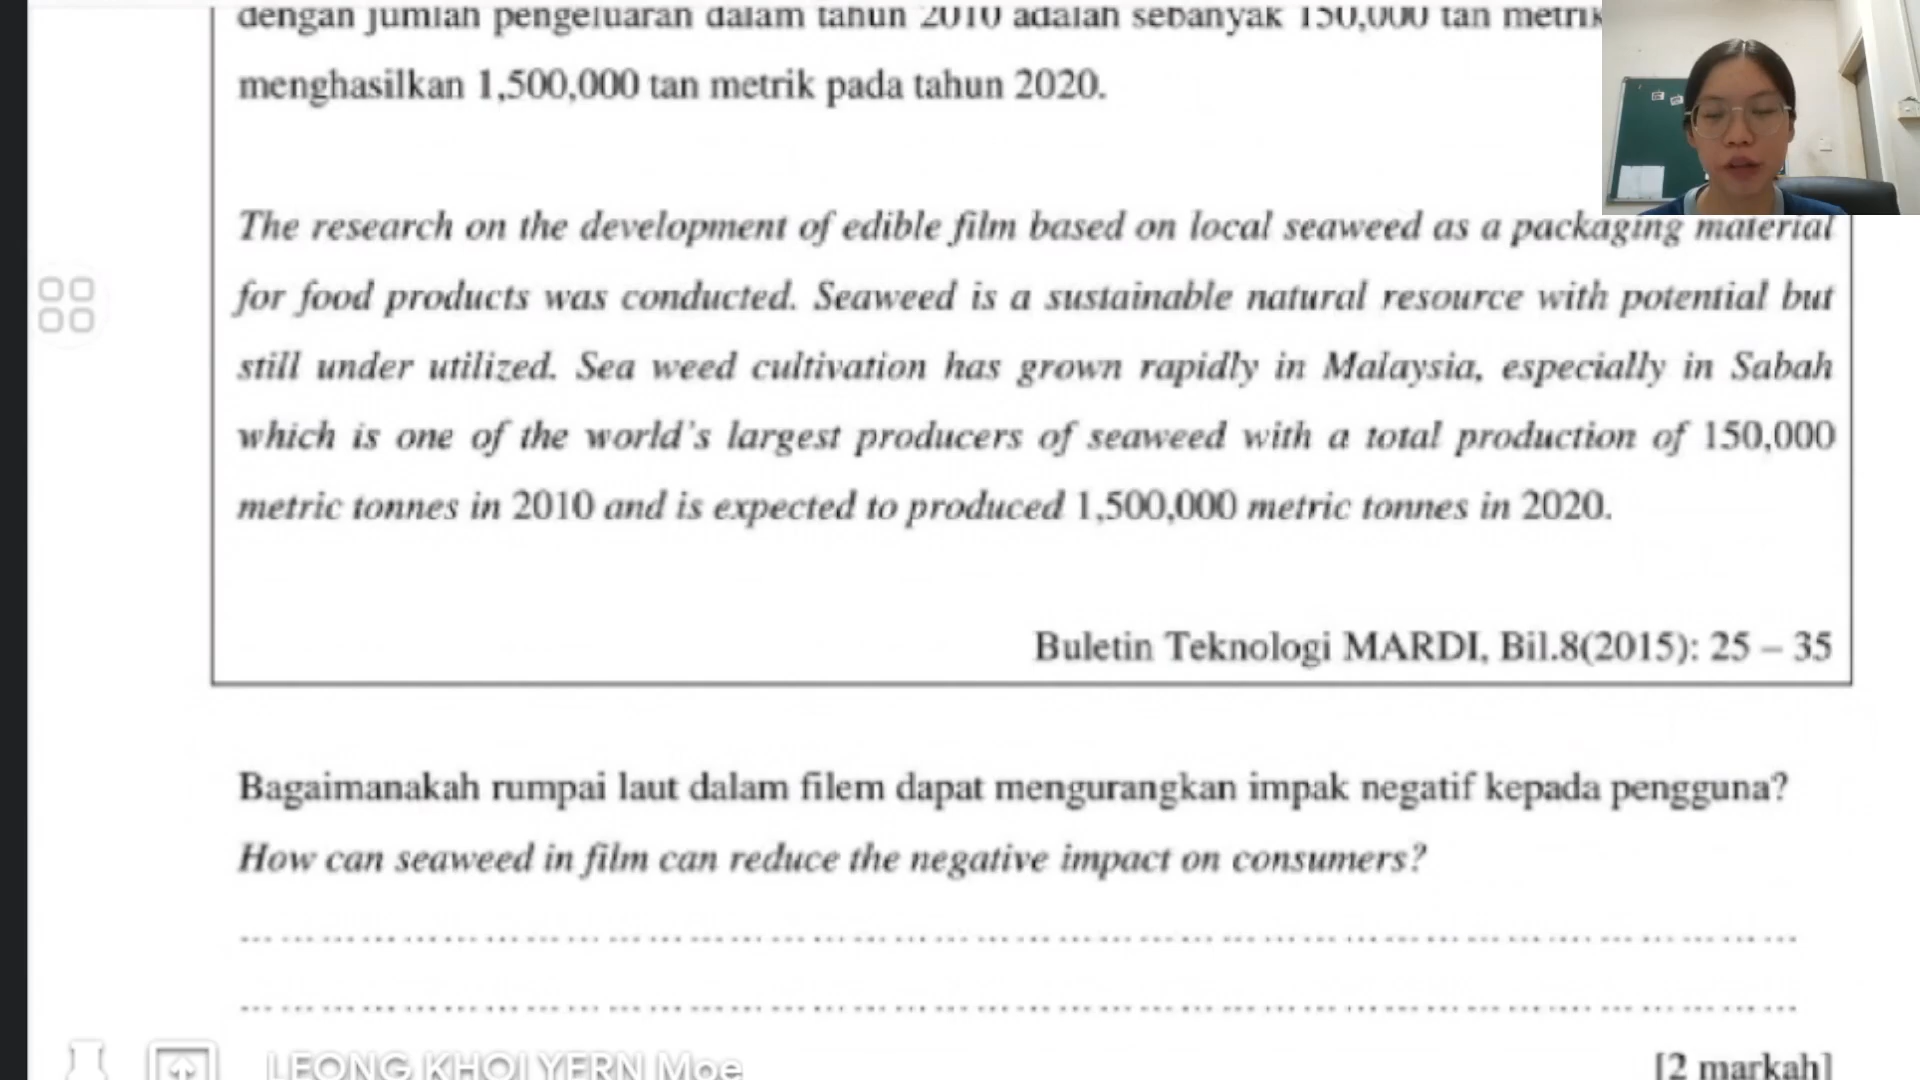 dengan jumlah pengeluaran dalam tahun 2010 adalah sebanyak 150,000 tan metrik
menghasilkan 1,500,000 tan metrik pada tahun 2020.
The research on the development of edible film based on local seaweed as a packaging material
for food products was conducted. Seaweed is a sustainable natural resource with potential but
still under utilized. Sea weed cultivation has grown rapidly in Malaysia, especially in Sabah
which is one of the world's largest producers of seaweed with a total production of 150,000
metric tonnes in 2010 and is expected to produced 1,500,000 metric tonnes in 2020.
Buletin Teknologi MARDI, Bil.8(2015): 25 – 35
Bagaimanakah rumpai laut dalam filem dapat mengurangkan impak negatif kepada pengguna?
How can seaweed in film can reduce the negative impact on consumers?
LEONG KHOI YERN Moe
[2 markah]